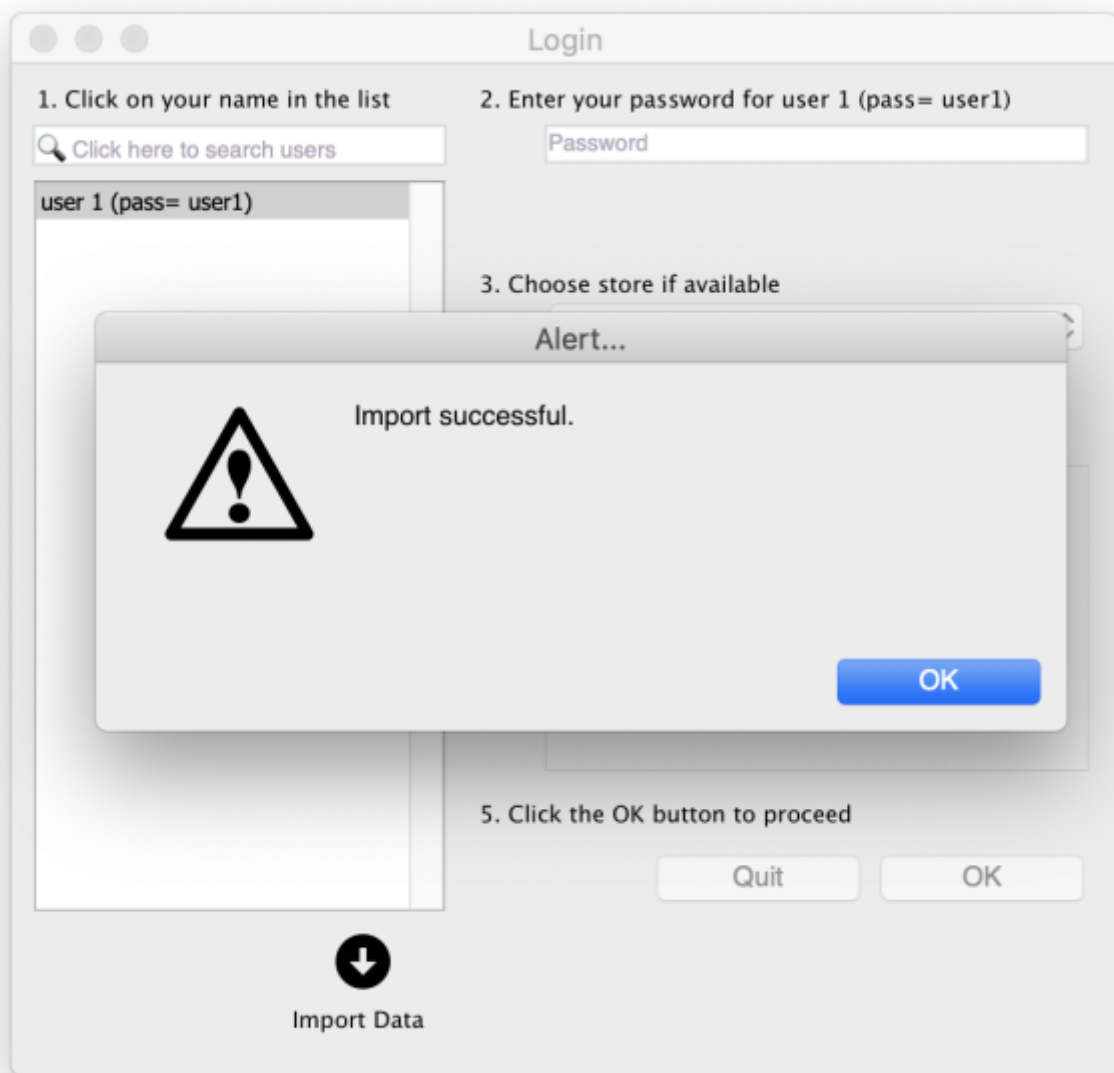 Login
1. Click on your name in the list
Click here to search users
user 1 (pass= user1)
2. Enter your password for user 1 (pass= user1)
Password
3. Choose store if available
Alert...
Import successful.
OK
5. Click the OK button to proceed
Quit
OK
Import Data